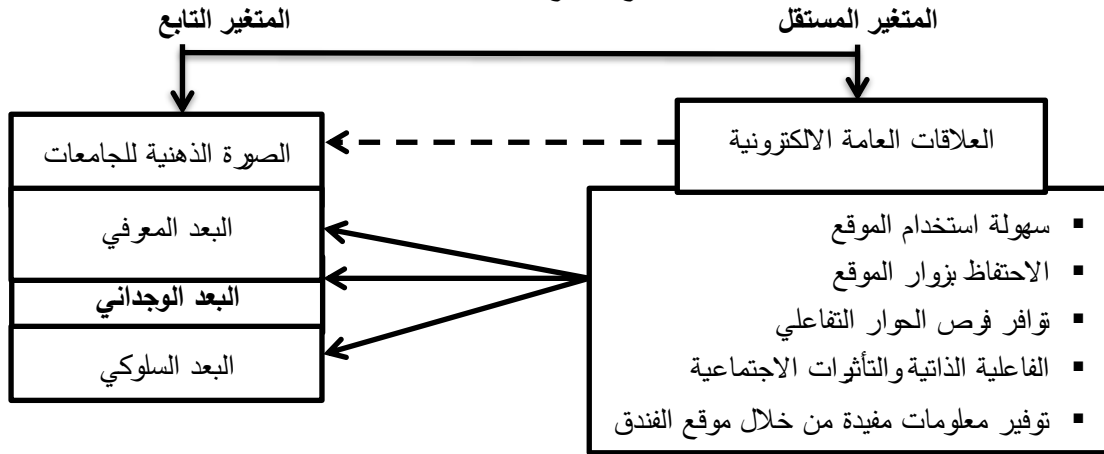 المتغير المستقل
المتغير التابع
العلاقات العامة الالكترونية
الصورة الذهنية للجامعات
سهولة استخدام الموقع
الاحتفاظ بزوار الموقع
توافر فرص الحوار التفاعلي
الفاعلية الذاتية والتأثيرات الاجتماعية
توفير معلومات مفيدة من خلال موقع الفندق
البعد المعرفي
البعد الوجداني
البعد السلوكي